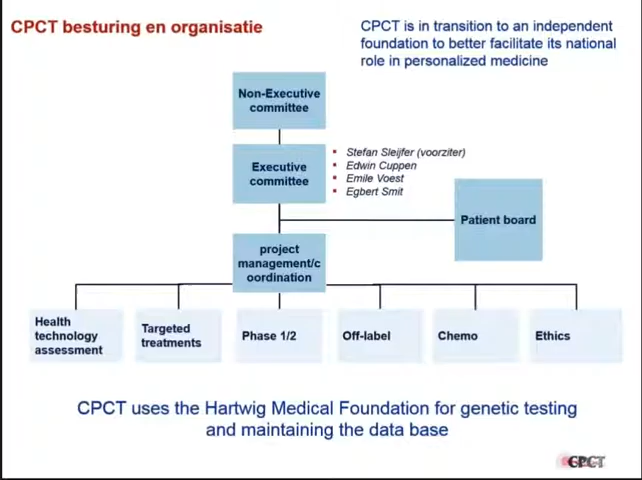 CPCT besturing en organisatie
CPCT is in transition to an independent
foundation to better facilitate its national
role in personalized medicine
Non-Executive
committee
Executive
committee
Stefan Sleijfer (voorziter)
Edwin Cuppen
Emile Voest
Egbert Smit
Patient board
project
management/c
oordination
Health
technology
assessment
Targeted
treatments
Phase 1/2
Off-label
Chemo
Ethics
CPCT uses the Hartwig Medical Foundation for genetic testing
and maintaining the data base
CPCT